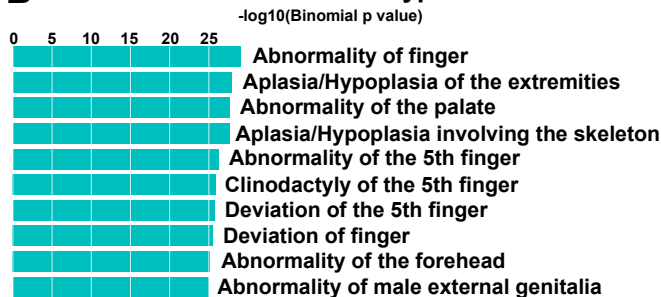 -log10(Binomial p value)
0 5 10 15 20 25
Abnormality of finger
Aplasia/Hypoplasia of the extremities
Abnormality of the palate
Aplasia/Hypoplasia involving the skeleton
Abnormality of the 5th finger
Clinodactyly of the 5th finger
Deviation of the 5th finger
Deviation of finger
Abnormality of the forehead
Abnormality of male external genitalia